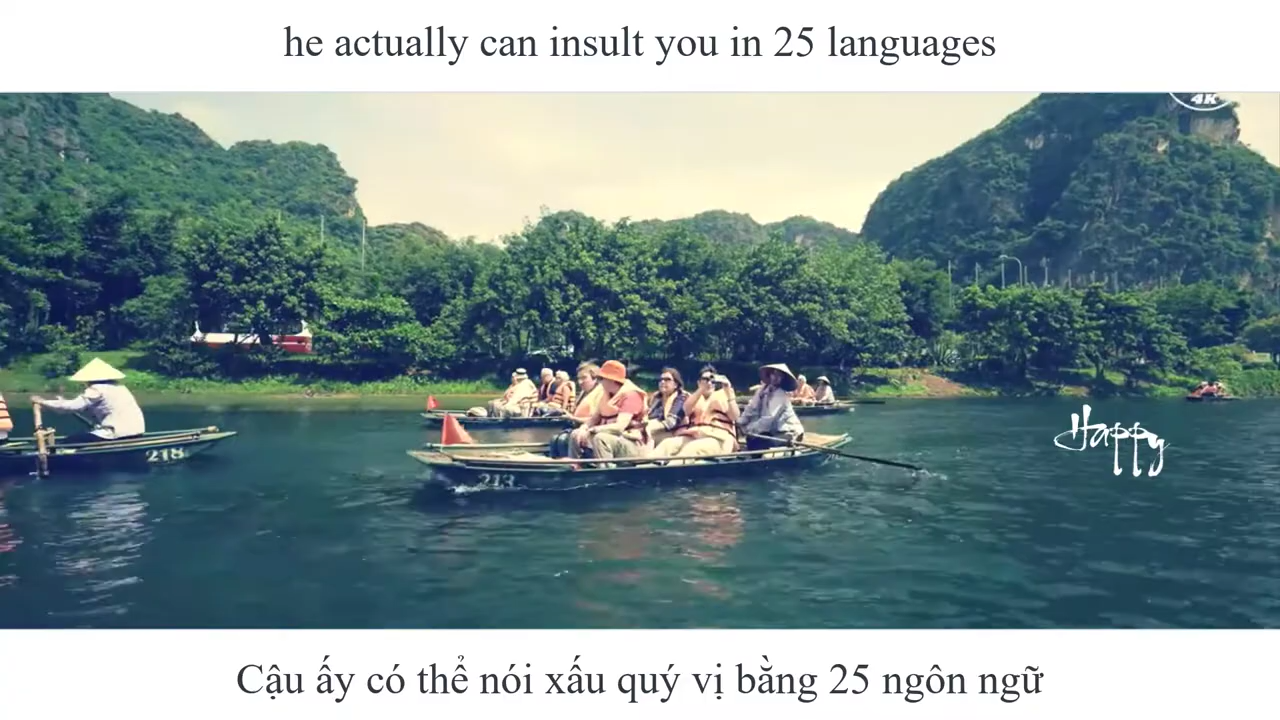 he actually can insult you in 25 languages
4K
218
213
Happy
Cậu ấy có thể nói xấu quý vị bằng 25 ngôn ngữ